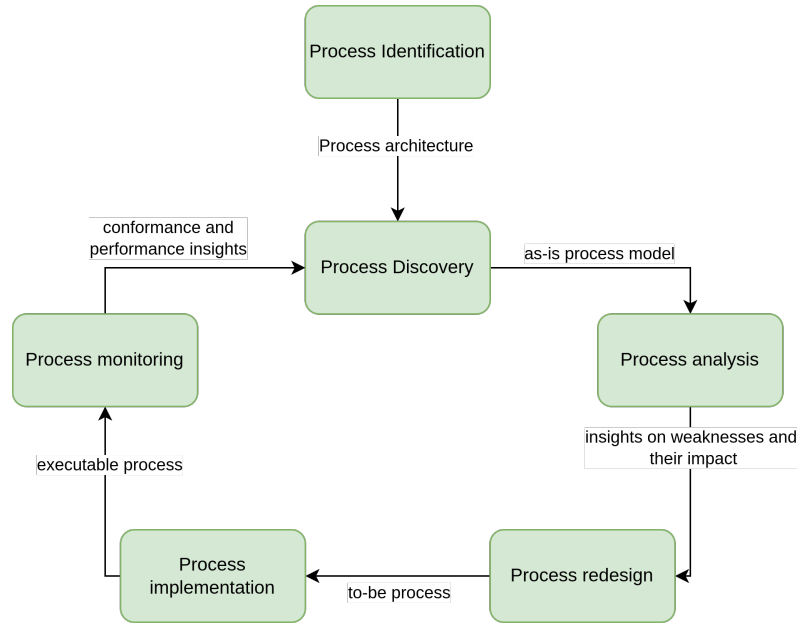 Process Identification
Process architecture
conformance and
performance insights
Process Discovery
as-is process model
Process monitoring
Process analysis
insights on weaknesses and
their impact
executable process
Process
implementation
to-be process
Process redesign